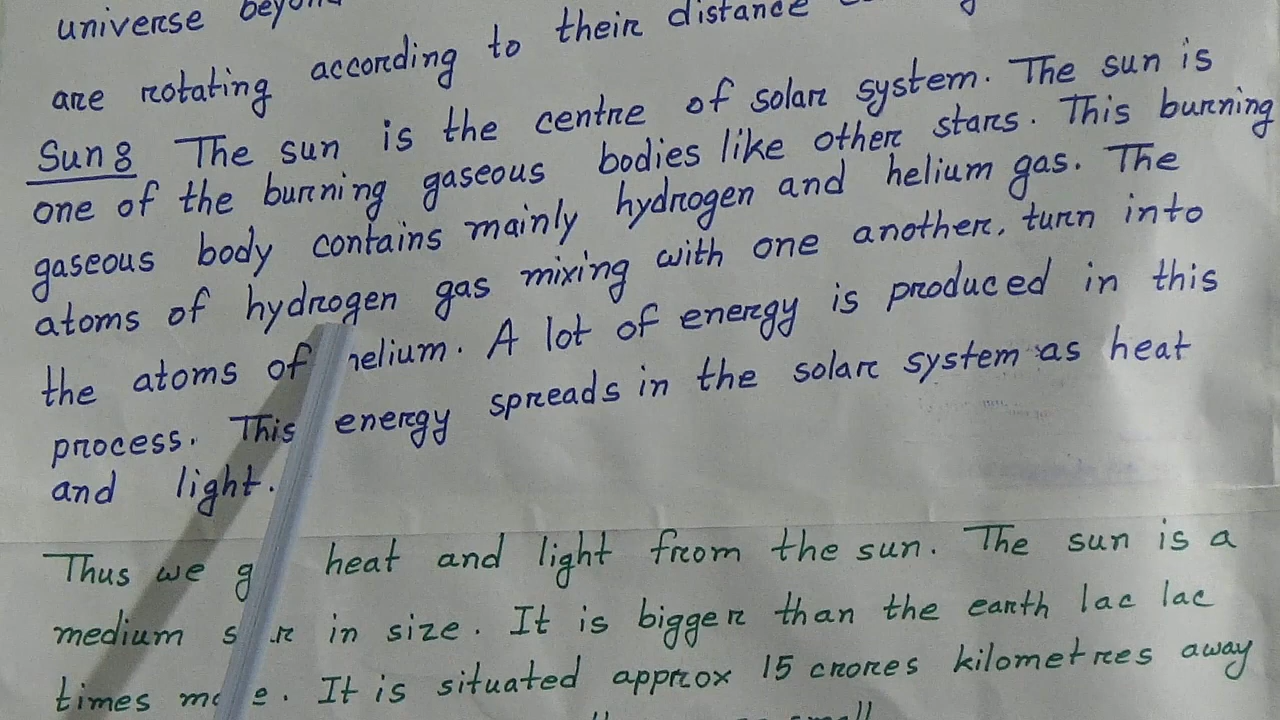 universe beyond
are rotating according to their distance
Sun : The sun is the centre of solar system. The sun is
one of the burning gaseous bodies like other stars. This burning
gaseous body contains mainly hydrogen and helium gas. The
atoms of hydrogen gas mixing with one another, turn into
the atoms of helium. A lot of energy is produced in this
process. This energy spreads in the solar system as heat
and light.
Thus we heat and light from the sun. The sun is a
medium in size. It is bigger than the earth lac lac
times more. It is situated approx 15 crores kilometres away
small